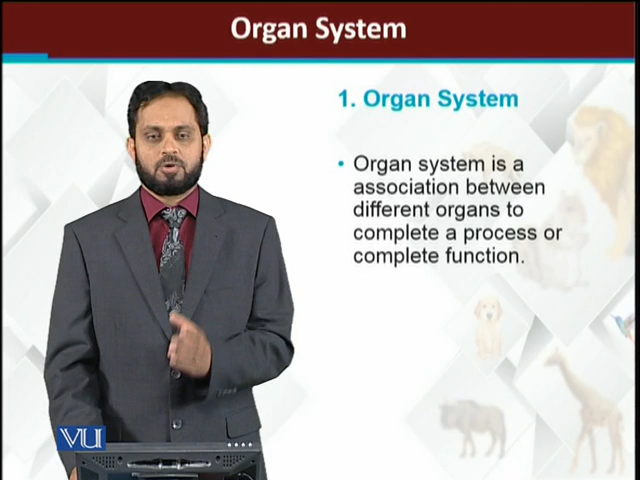 Organ System
1. Organ System
• Organ system is a
association between
different organs to
complete a process or
complete function.
VU